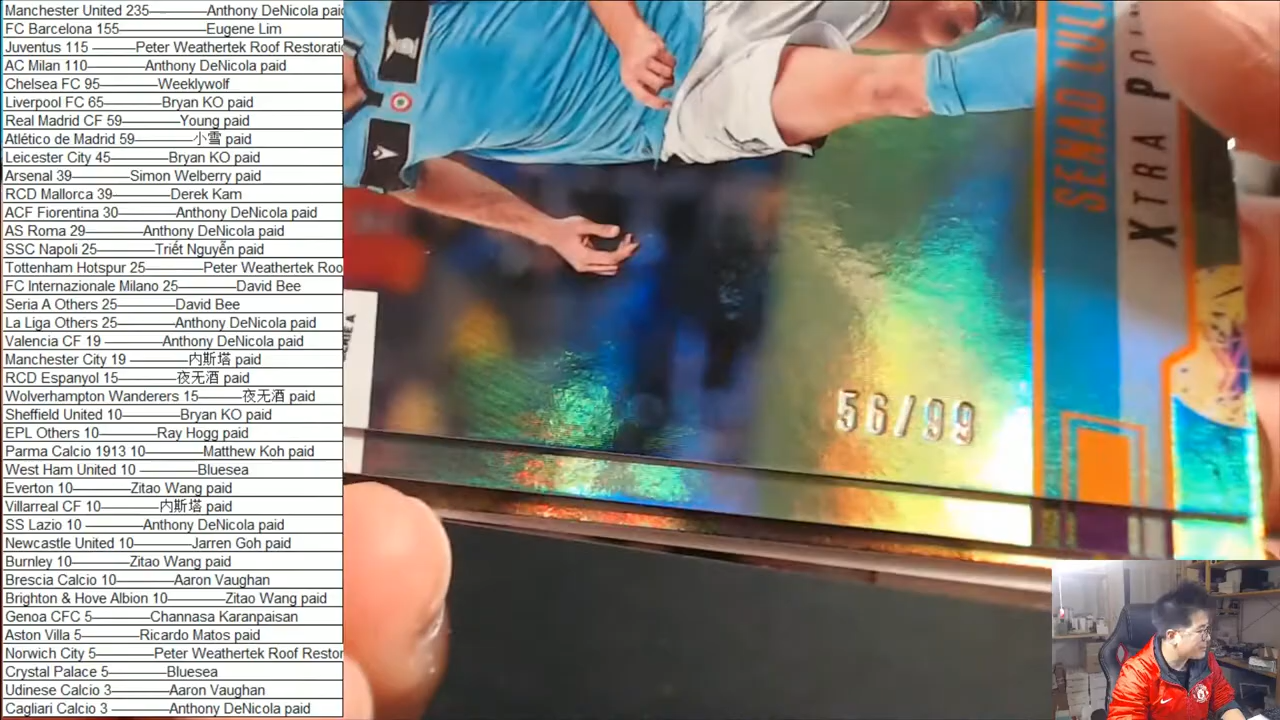 Manchester United 235———Anthony DeNicola paid
FC Barcelona 155———Eugene Lim
Juventus 115 ———Peter Weathertek Roof Restorati
AC Milan 110———Anthony DeNicola paid
Chelsea FC 95———Weeklywolf
Liverpool FC 65———Bryan KO paid
Real Madrid CF 59———Young paid
Atlético de Madrid 59———小雪 paid
Leicester City 45———Bryan KO paid
Arsenal 39———Simon Welberry paid
RCD Mallorca 39———Derek Kam
ACF Fiorentina 30———Anthony DeNicola paid
AS Roma 29———Anthony DeNicola paid
SSC Napoli 25———Triết Nguyễn paid
Tottenham Hotspur 25———Peter Weathertek Roo
FC Internazionale Milano 25———David Bee
Seria A Others 25———David Bee
La Liga Others 25———Anthony DeNicola paid
Valencia CF 19 ———Anthony DeNicola paid
Manchester City 19 ———内斯塔 paid
RCD Espanyol 15———夜无酒 paid
Wolverhampton Wanderers 15———夜无酒 paid
Sheffield United 10———Bryan KO paid
EPL Others 10———Ray Hogg paid
Parma Calcio 1913 10———Matthew Koh paid
West Ham United 10 ———Bluesea
Everton 10———Zitao Wang paid
Villarreal CF 10———内斯塔 paid
SS Lazio 10 ———Anthony DeNicola paid
Newcastle United 10———Jarren Goh paid
Burnley 10———Zitao Wang paid
Brescia Calcio 10———Aaron Vaughan
Brighton & Hove Albion 10———Zitao Wang paid
Genoa CFC 5———Channasa Karanpaisan
Aston Villa 5———Ricardo Matos paid
Norwich City 5———Peter Weathertek Roof Restor
Crystal Palace 5———Bluesea
Udinese Calcio 3———Aaron Vaughan
Cagliari Calcio 3———Anthony DeNicola paid
SENAD LULI
XTRA
56/99